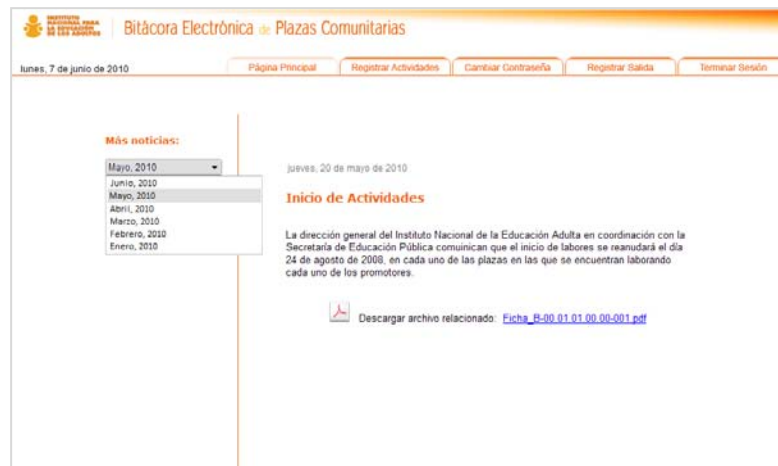 INSTITUTO
NACIONAL PARA
LA EDUCACIÓN
DE LOS ADULTOS
Bitácora Electrónica de Plazas Comunitarias
lunes, 7 de junio de 2010
Página Principal
Registrar Actividades
Cambiar Contraseña
Registrar Salida
Terminar Sesión
Más noticias:
Mayo, 2010
Junio, 2010
Mayo, 2010
Abril, 2010
Marzo, 2010
Febrero, 2010
Enero, 2010
jueves, 20 de mayo de 2010
Inicio de Actividades
La dirección general del Instituto Nacional de la Educación Adulta en coordinación con la
Secretaría de Educación Pública comuinican que el inicio de labores se reanudará el día
24 de agosto de 2008, en cada uno de las plazas en las que se encuentran laborando
cada uno de los promotores.
Descargar archivo relacionado: Ficha_B-00.01.01.00.00-001.pdf